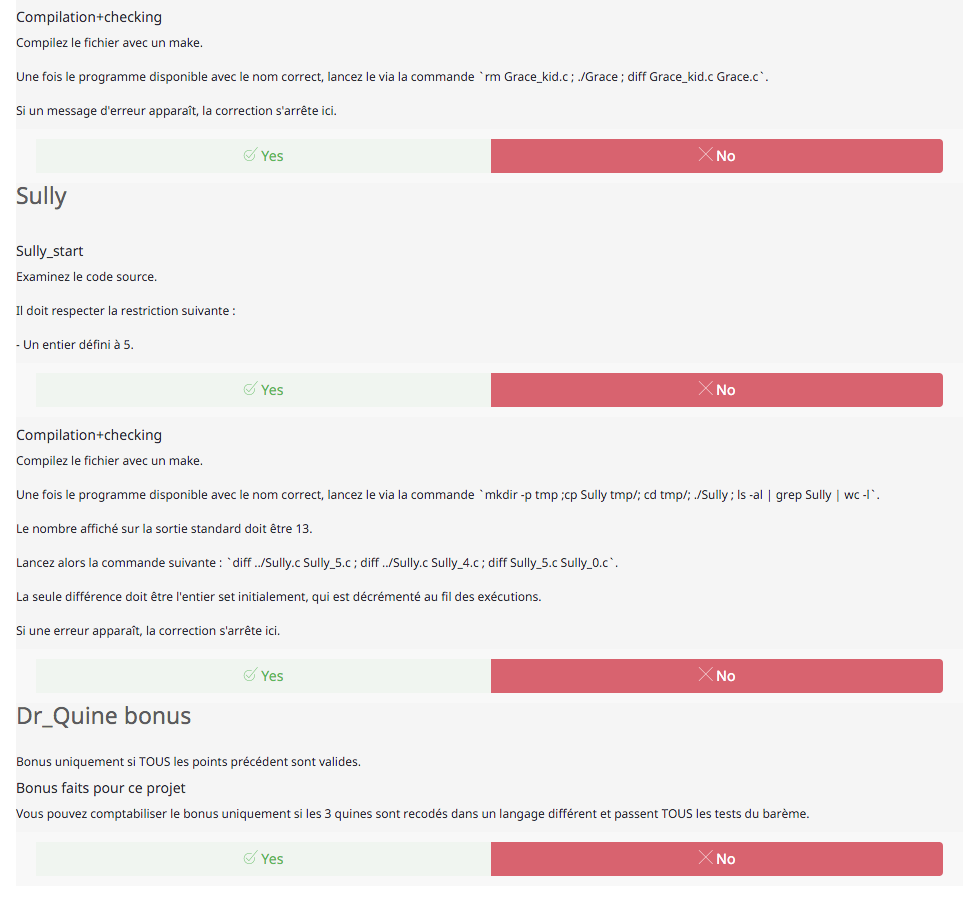 Compilation+checking
Compilez le fichier avec un make.
Une fois le programme disponible avec le nom correct, lancez le via la commande `rm Grace_kid.c ; ./Grace ; diff Grace_kid.c Grace.c`.
Si un message d'erreur apparaît, la correction s'arrête ici.
Yes
No
Sully
Sully_start
Examinez le code source.
Il doit respecter la restriction suivante :
- Un entier défini à 5.
Yes
No
Compilation+checking
Compilez le fichier avec un make.
Une fois le programme disponible avec le nom correct, lancez le via la commande `mkdir -p tmp ;cp Sully tmp/; cd tmp/; ./Sully ; ls -al | grep Sully | wc -l`.
Le nombre affiché sur la sortie standard doit être 13.
Lancez alors la commande suivante : `diff ../Sully.c Sully_5.c ; diff ../Sully.c Sully_4.c ; diff Sully_5.c Sully_0.c`.
La seule différence doit être l'entier set initialement, qui est décrémenté au fil des exécutions.
Si une erreur apparaît, la correction s'arrête ici.
Yes
No
Dr_Quine bonus
Bonus uniquement si TOUS les points précédent sont valides.
Bonus faits pour ce projet
Vous pouvez comptabiliser le bonus uniquement si les 3 quines sont recodés dans un langage différent et passent TOUS les tests du barème.
Yes
No